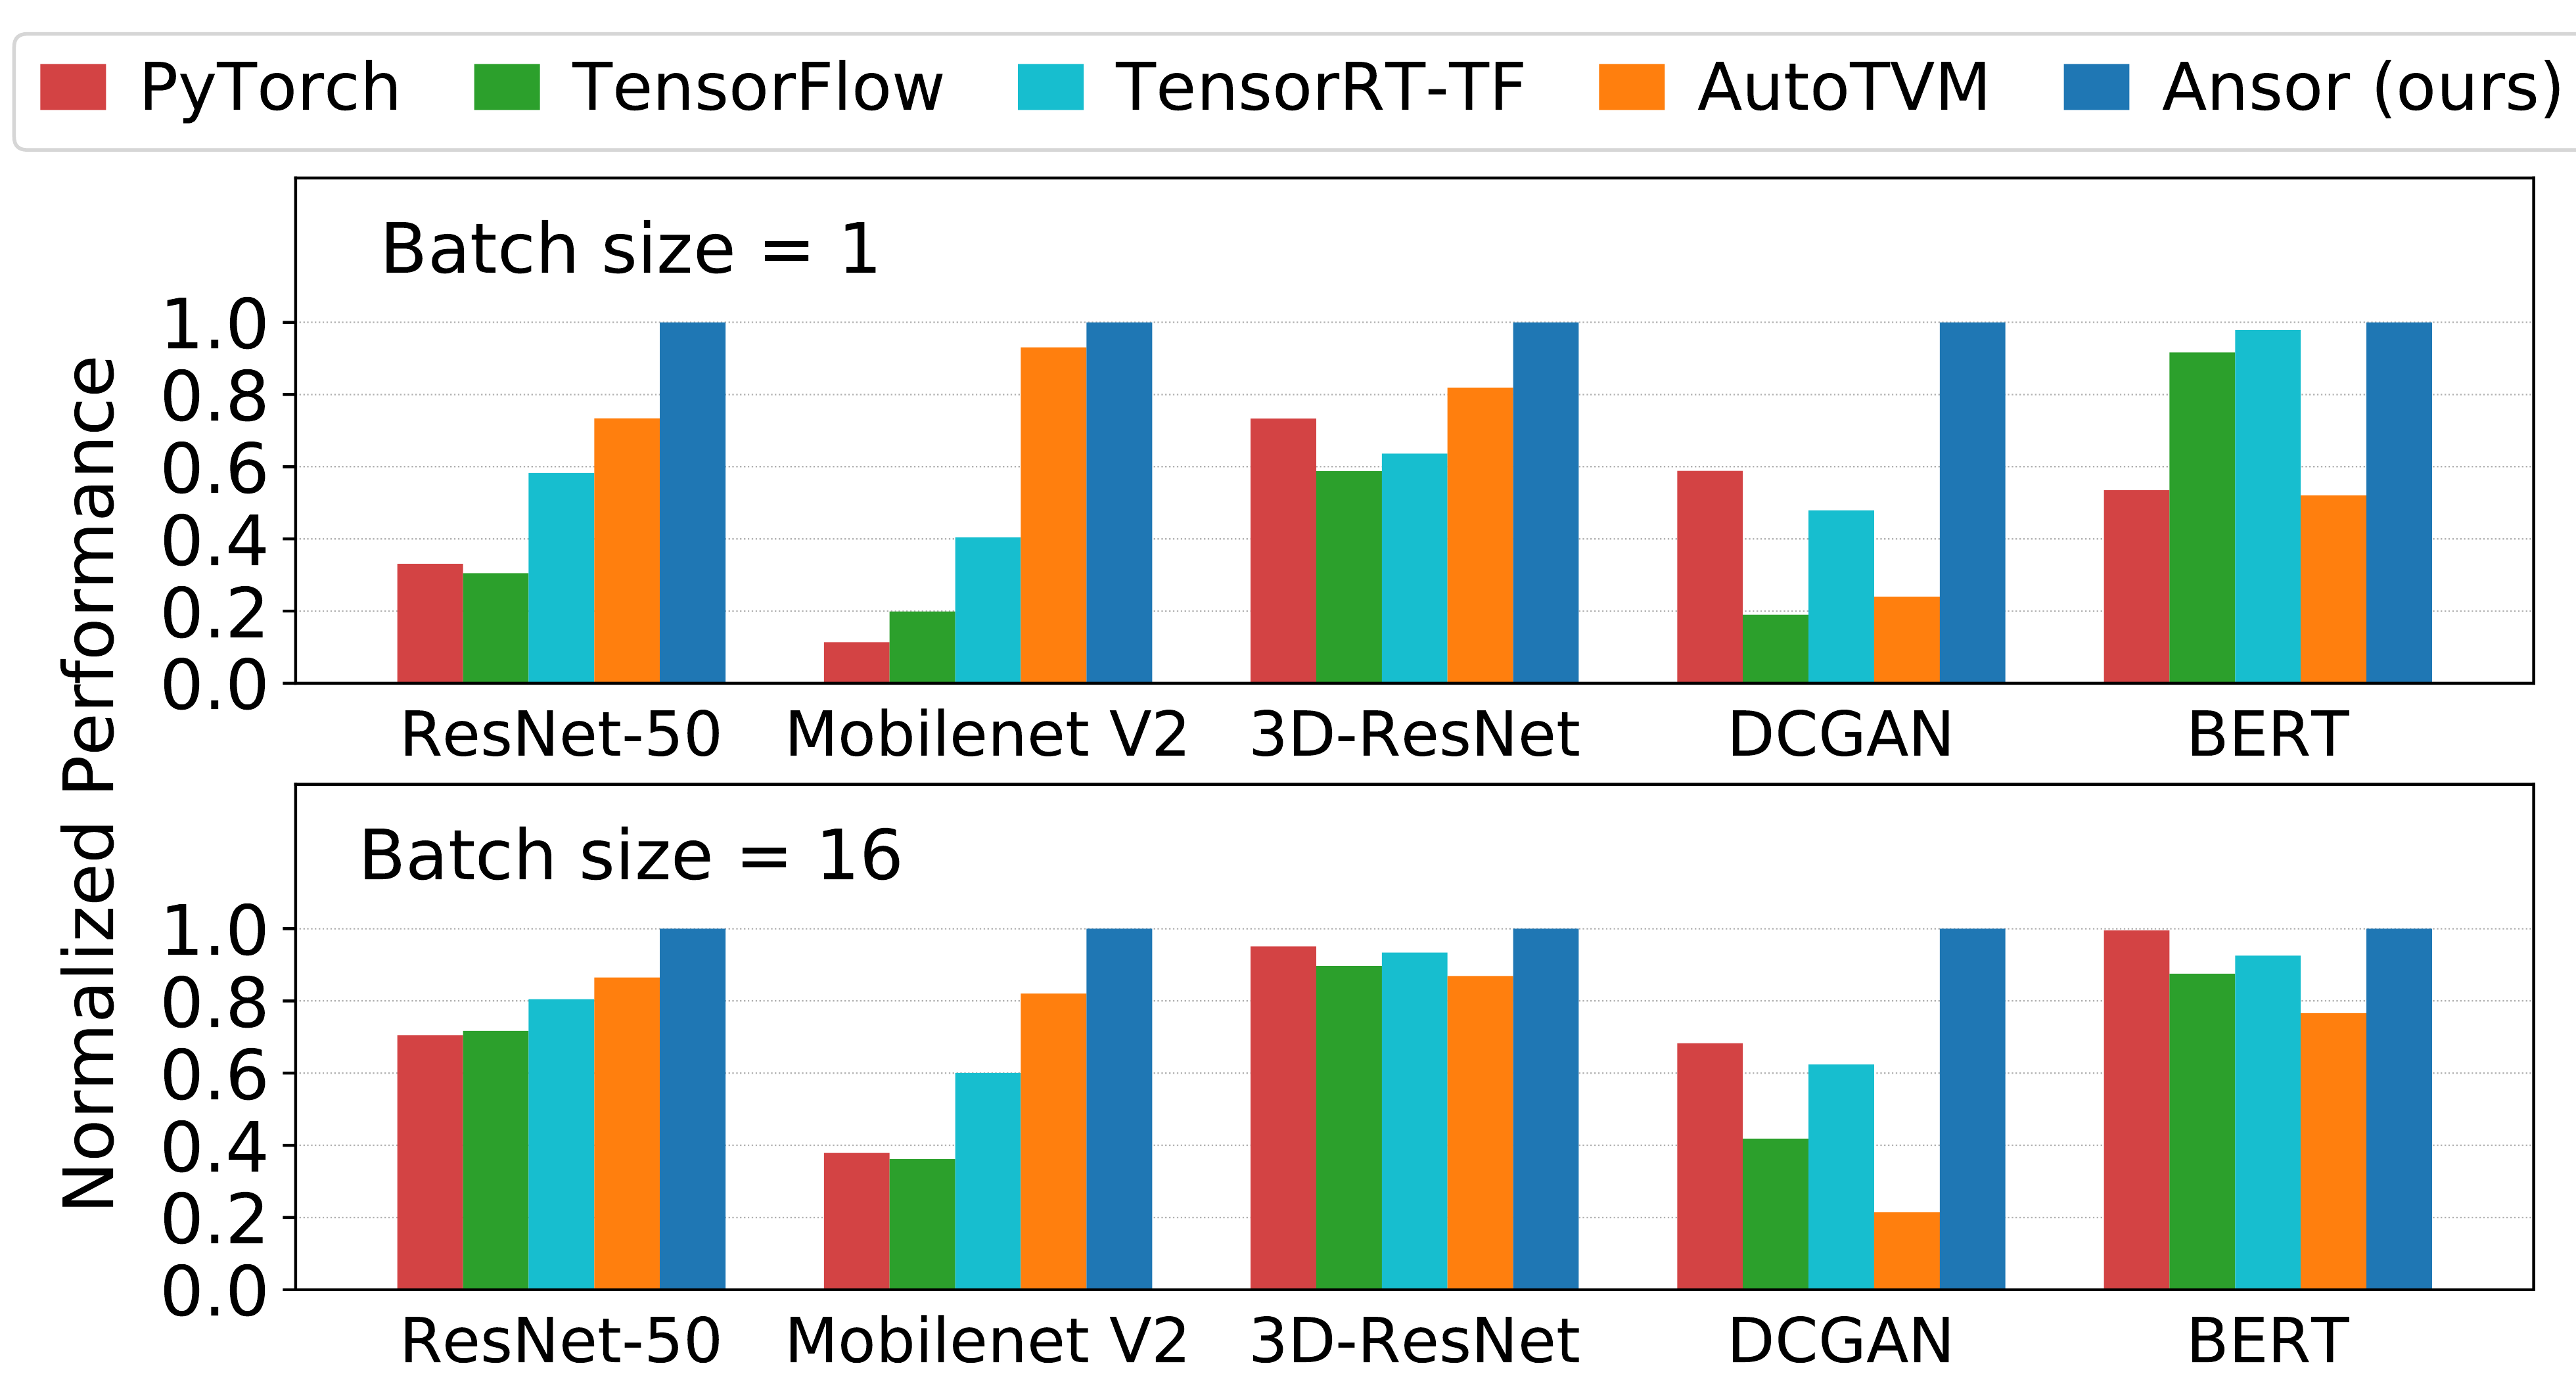 PyTorch TensorFlow TensorRT-TF AutoTVM Ansor (ours)
Normalized Performance
Batch size = 1
1.0
0.8
0.6
0.4
0.2
0.0
ResNet-50 Mobilenet V2 3D-ResNet DCGAN BERT
Batch size = 16
1.0
0.8
0.6
0.4
0.2
0.0
ResNet-50 Mobilenet V2 3D-ResNet DCGAN BERT